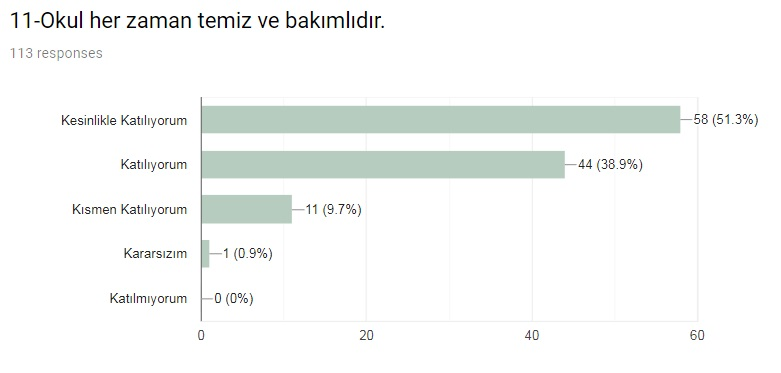 11-Okul her zaman temiz ve bakımlıdır.
113 responses
Kesinlikle Katılıyorum 58 (51.3%)
Katılıyorum 44 (38.9%)
Kısmen Katılıyorum 11 (9.7%)
Kararsızım 1 (0.9%)
Katılmıyorum 0 (0%)
0 20 40 60